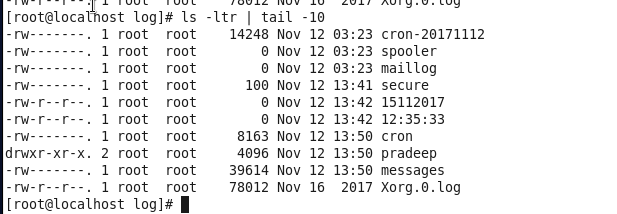 -rw-r--r--. 1 root  root    78012 Nov 16  2017 Xorg.0.log
[root@localhost log]# ls -ltr | tail -10
-rw-------. 1 root  root    14248 Nov 12 03:23 cron-20171112
-rw-------. 1 root  root        0 Nov 12 03:23 spooler
-rw-------. 1 root  root        0 Nov 12 03:23 maillog
-rw-------. 1 root  root      100 Nov 12 13:41 secure
-rw-r--r--. 1 root  root        0 Nov 12 13:42 15112017
-rw-r--r--. 1 root  root        0 Nov 12 13:42 12:35:33
-rw-------. 1 root  root     8163 Nov 12 13:50 cron
drwxr-xr-x. 2 root  root     4096 Nov 12 13:50 pradeep
-rw-------. 1 root  root    39614 Nov 12 13:50 messages
-rw-r--r--. 1 root  root    78012 Nov 16  2017 Xorg.0.log
[root@localhost log]#